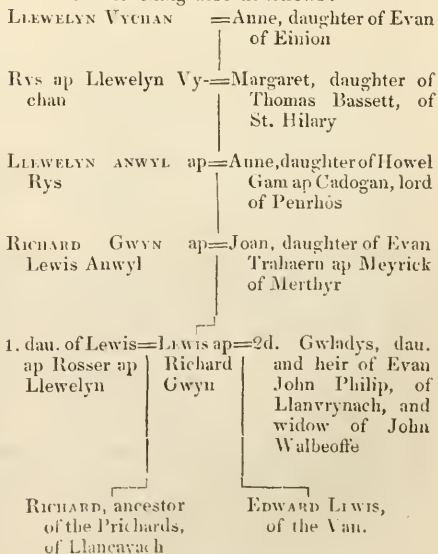 LLEWELYN VYCHAN =Anne, daughter of Evan
of Einion
RYS ap Llewelyn Vy-=Margaret, daughter of
chan Thomas Bassett, of
St. Hilary
LLEWELYN ANWYL ap=Anne, daughter of Howel
Rys Gam ap Cadogan, lord
of Penrhós
RICHARD GWYN ap=Joan, daughter of Evan
Lewis Anwyl Trahaern ap Meyrick
of Merthyr
1. dau. of Lewis=LEWIS ap=2d. Gwladys, dau.
ap Rosser ap Richard and heir of Evan
Llewelyn Gwyn John Philip, of
Llanvrynach, and
widow of John
Walbeoffe
RICHARD, ancestor EDWARD LEWIS,
of the Prichards, of the Van.
of Llancavach